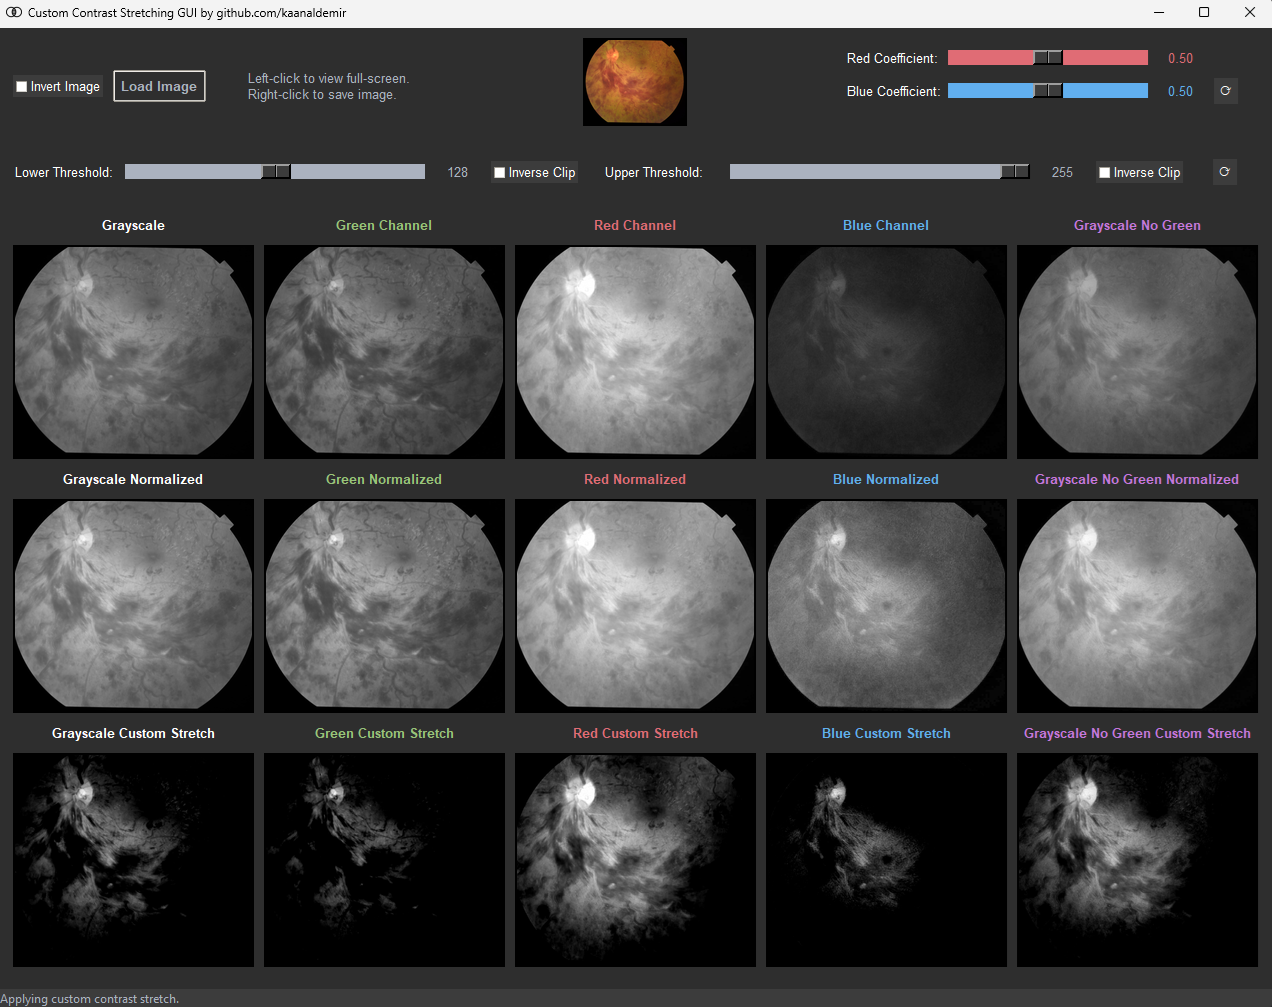 Custom Contrast Stretching GUI by github.com/kaanaldemir
Invert Image
Load Image
Left-click to view full-screen.
Right-click to save image.
Red Coefficient:
0.50
Blue Coefficient:
0.50
Lower Threshold:
128
Inverse Clip
Upper Threshold:
255
Inverse Clip
Grayscale
Green Channel
Red Channel
Blue Channel
Grayscale No Green
Grayscale Normalized
Green Normalized
Red Normalized
Blue Normalized
Grayscale No Green Normalized
Grayscale Custom Stretch
Green Custom Stretch
Red Custom Stretch
Blue Custom Stretch
Grayscale No Green Custom Stretch
Applying custom contrast stretch.